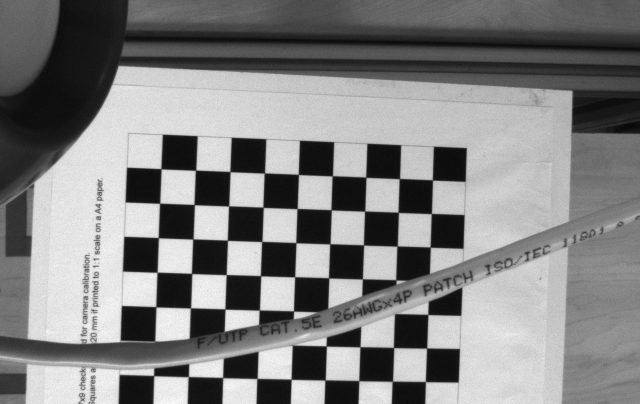 F/UTP CAT.5E 26AWGx4P PATCH ISO/IEC 11801
d for camera calibration.
20 mm if printed to 1:1 scale on a A4 paper.